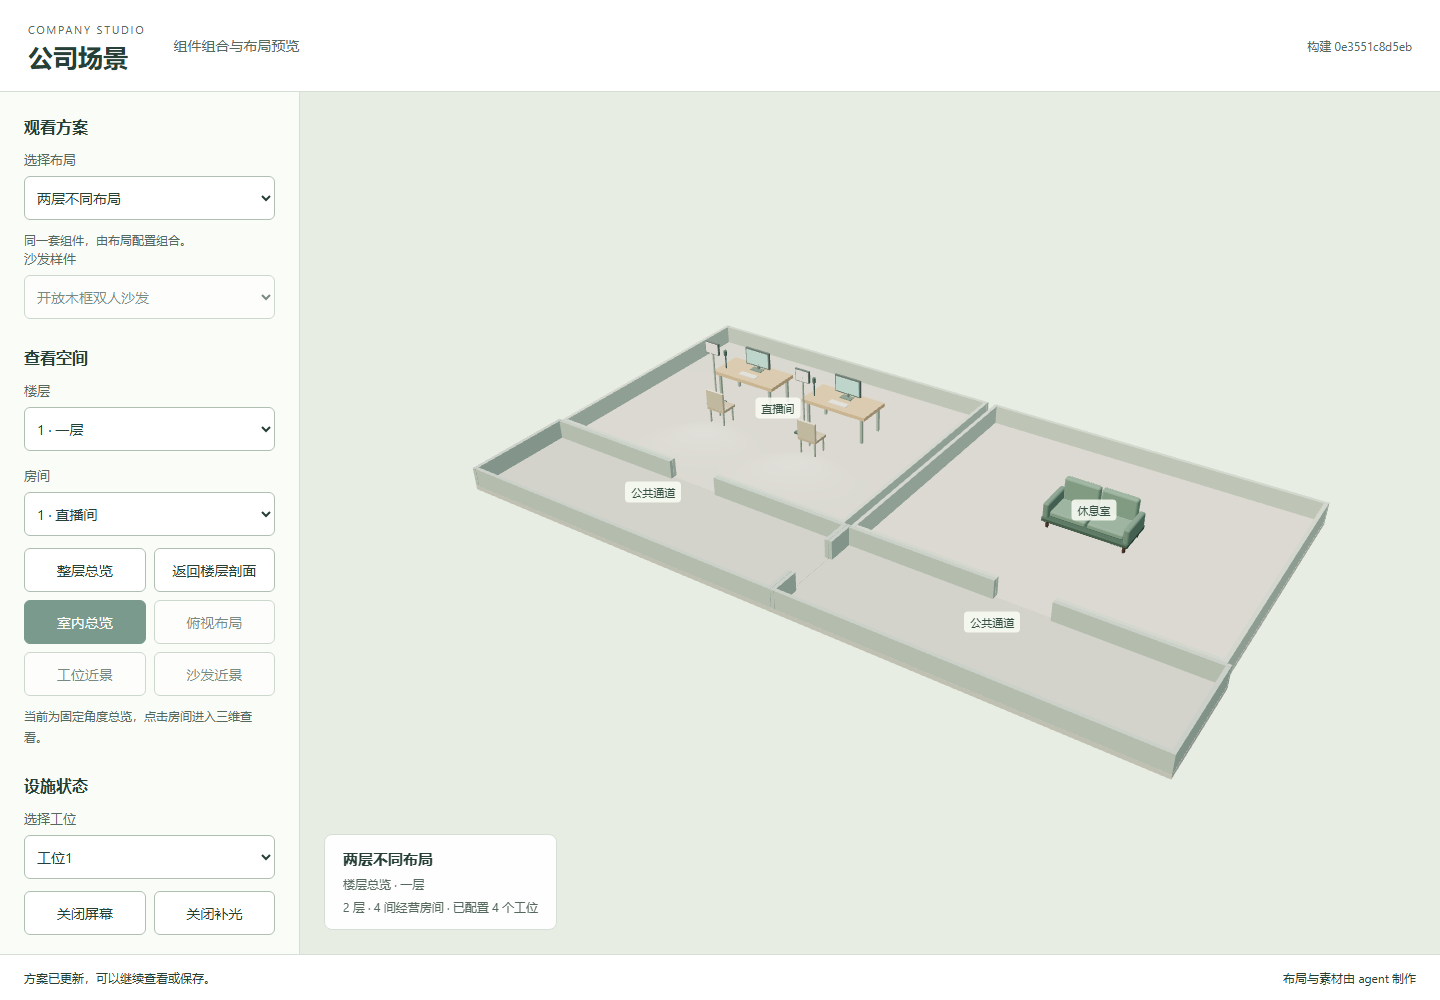 COMPANY STUDIO
公司场景
组件组合与布局预览
构建 0e3551c8d5eb
观看方案
选择布局
两层不同布局
同一套组件，由布局配置组合。
沙发样件
开放木框双人沙发
查看空间
楼层
1 · 一层
房间
1 · 直播间
整层总览
返回楼层剖面
室内总览
俯视布局
工位近景
沙发近景
当前为固定角度总览，点击房间进入三维查
看。
设施状态
选择工位
工位1
关闭屏幕
关闭补光
直播间
公共通道
休息室
公共通道
两层不同布局
楼层总览 · 一层
2 层 · 4 间经营房间 · 已配置 4 个工位
方案已更新，可以继续查看或保存。
布局与素材由 agent 制作